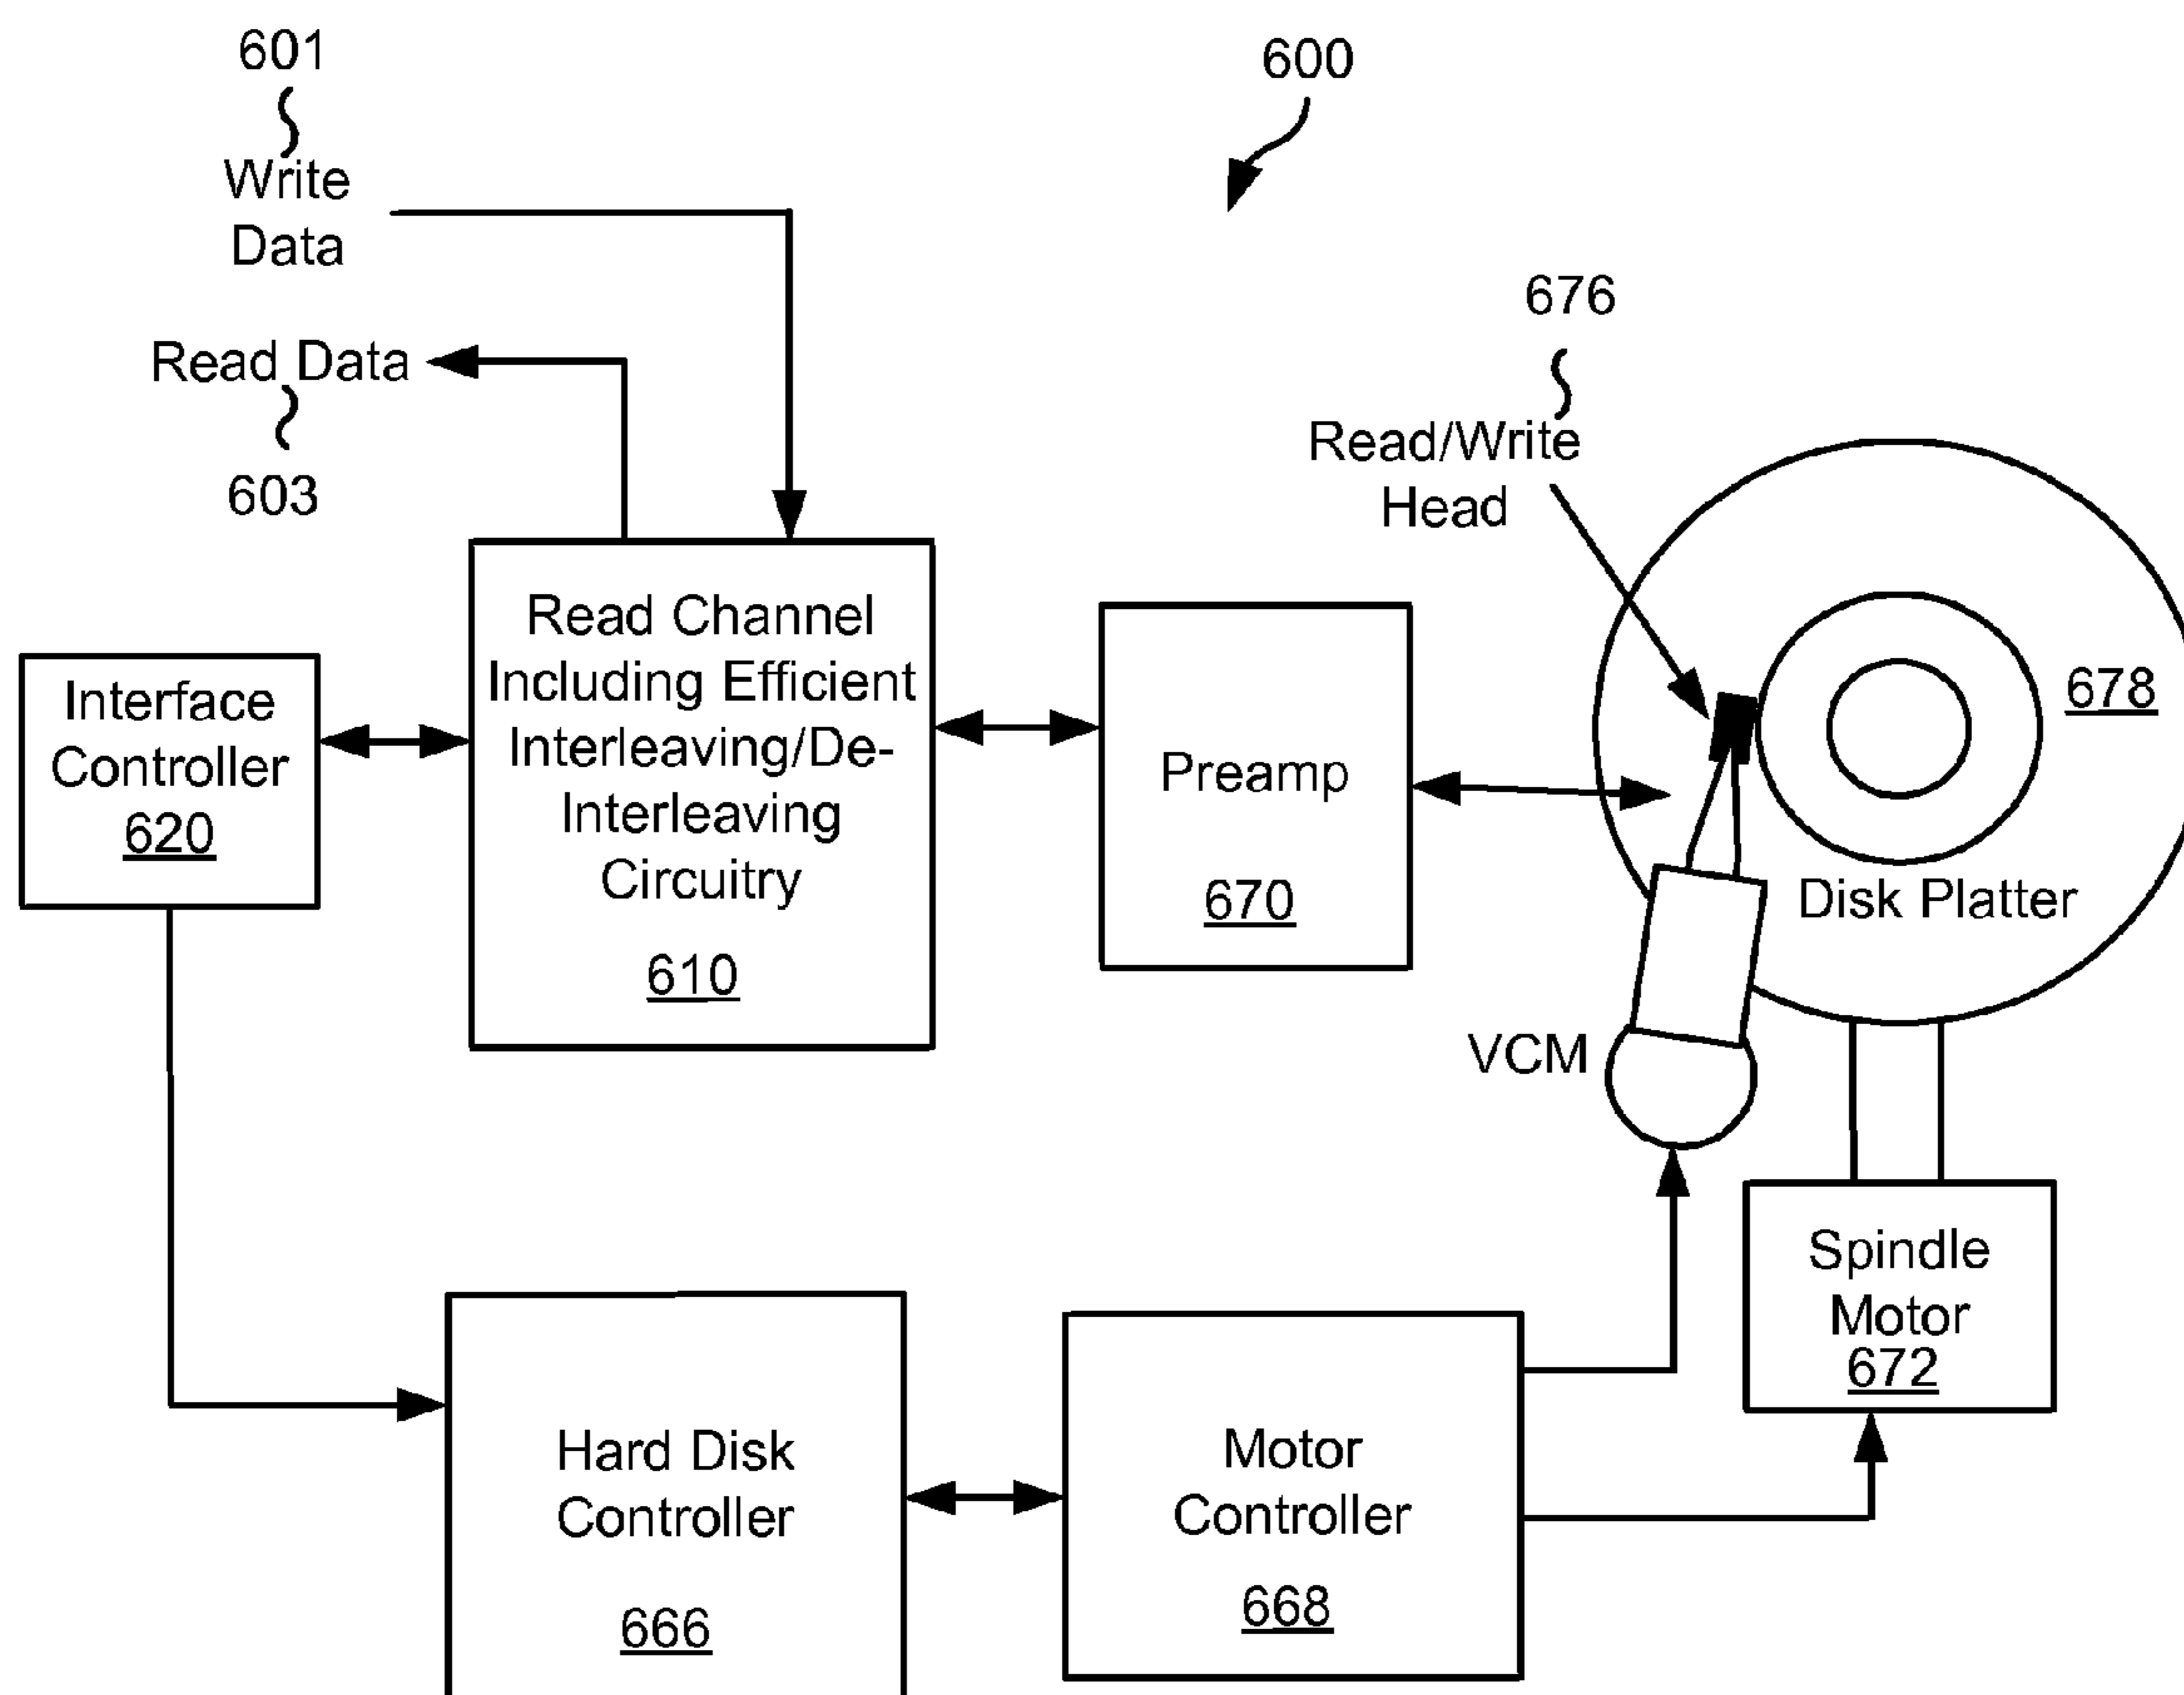 601
Write
Data
Read Data
603
600
676
Read/Write
Head
Interface
Controller
620
Read Channel
Including Efficient
Interleaving/De-
Interleaving
Circuitry
610
Preamp
670
678
Disk Platter
VCM
Spindle
Motor
672
Hard Disk
Controller
666
Motor
Controller
668